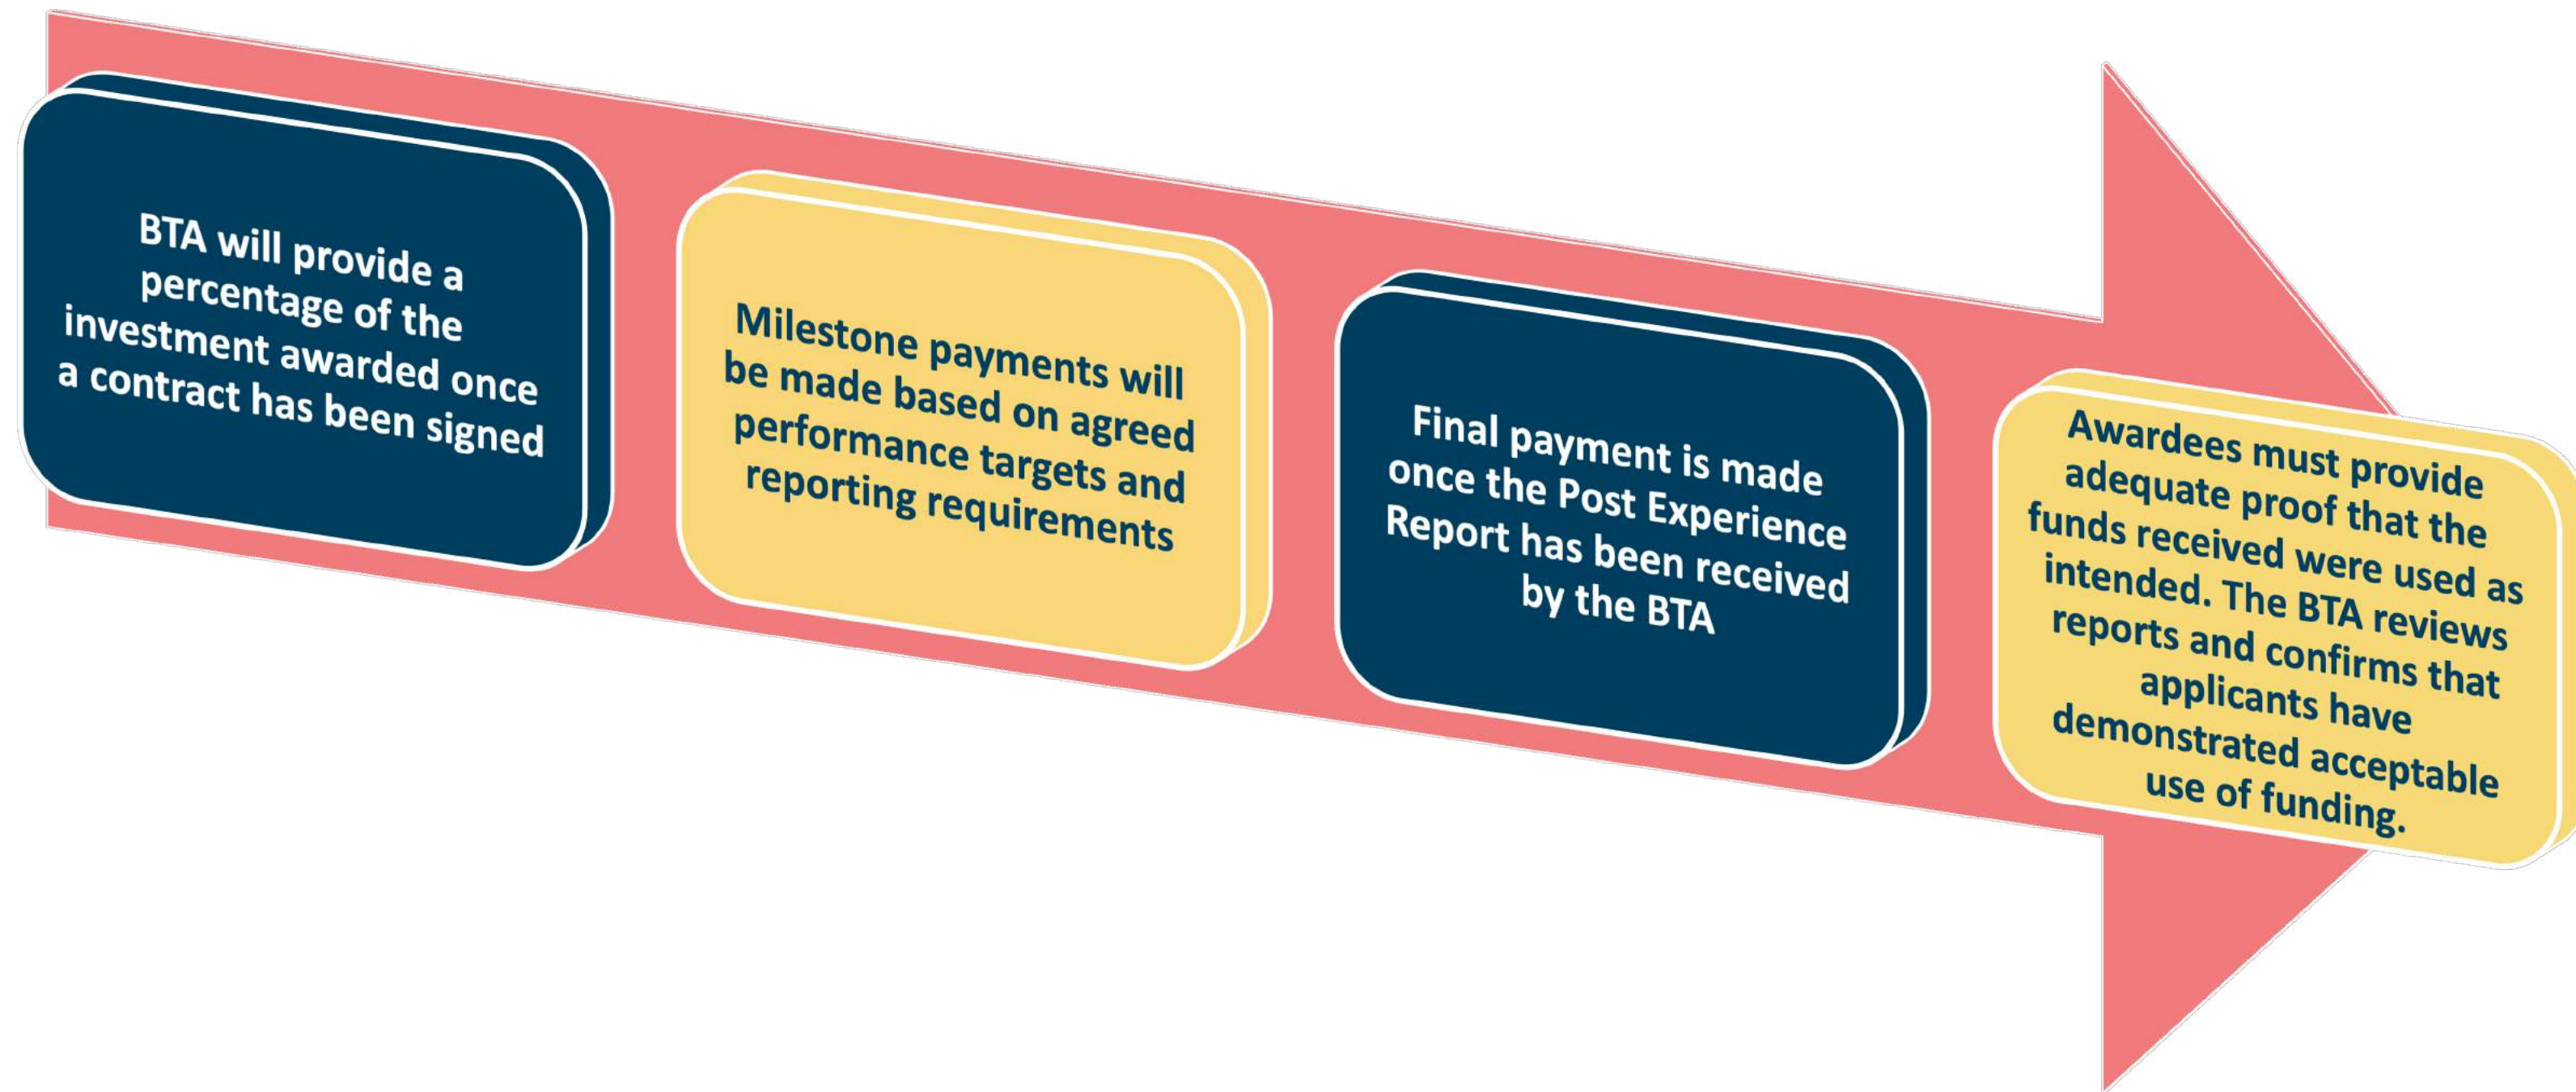 BTA will provide a
percentage of the
investment awarded once
a contract has been signed
Milestone payments will
be made based on agreed
performance targets and
reporting requirements
Final payment is made
once the Post Experience
Report has been received
by the BTA
Awardees must provide
adequate proof that the
funds received were used as
intended. The BTA reviews
reports and confirms that
applicants have
demonstrated acceptable
use of funding.